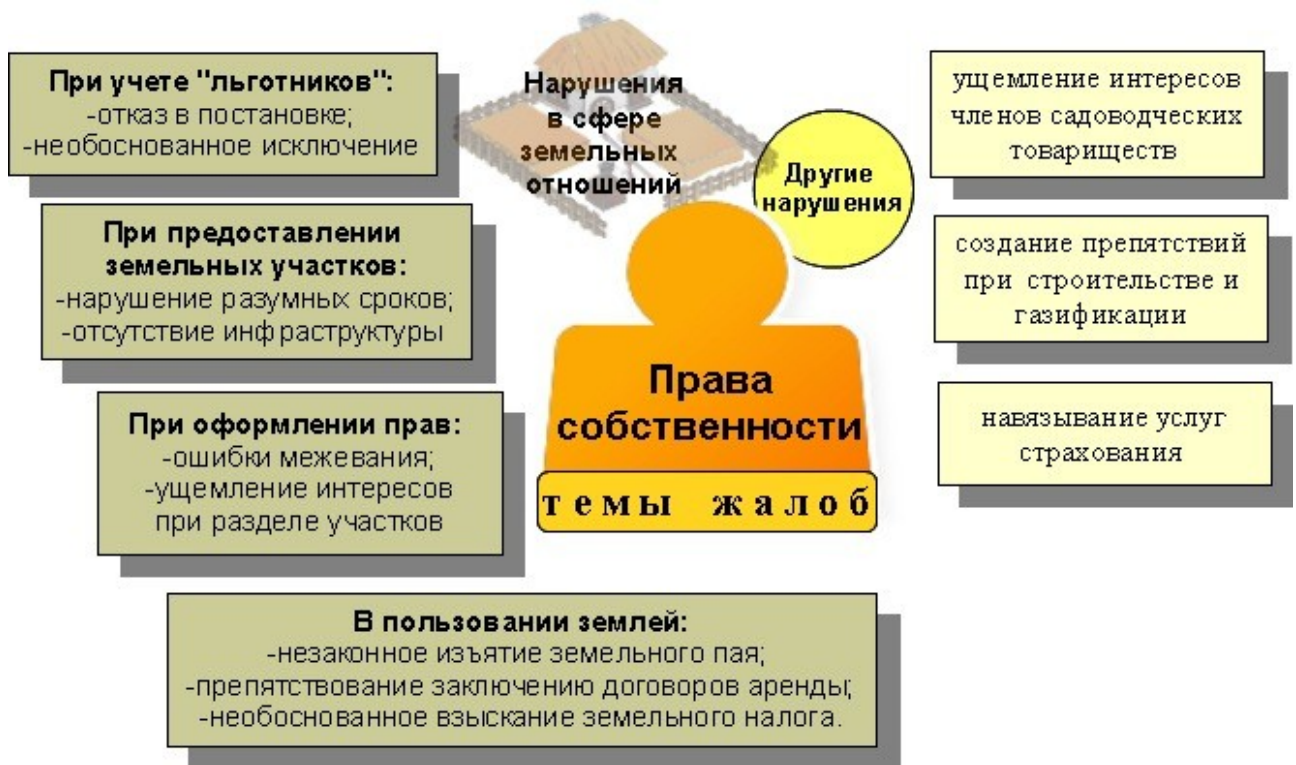 При учете "льготников":
-отказ в постановке;
-необоснованное исключение
При предоставлении
земельных участков:
-нарушение разумных сроков;
-отсутствие инфраструктуры
При оформлении прав:
-ошибки межевания;
-ущемление интересов
при разделе участков
В пользовании землей:
-незаконное изъятие земельного пая;
-препятствование заключению договоров аренды;
-необоснованное взыскание земельного налога.
Нарушения
в сфере
земельных
отношений
Другие
нарушения
Права
собственности
темы жалоб
ущемление интересов
членов садоводческих
товариществ
создание препятствий
при строительстве и
газификации
навязывание услуг
страхования